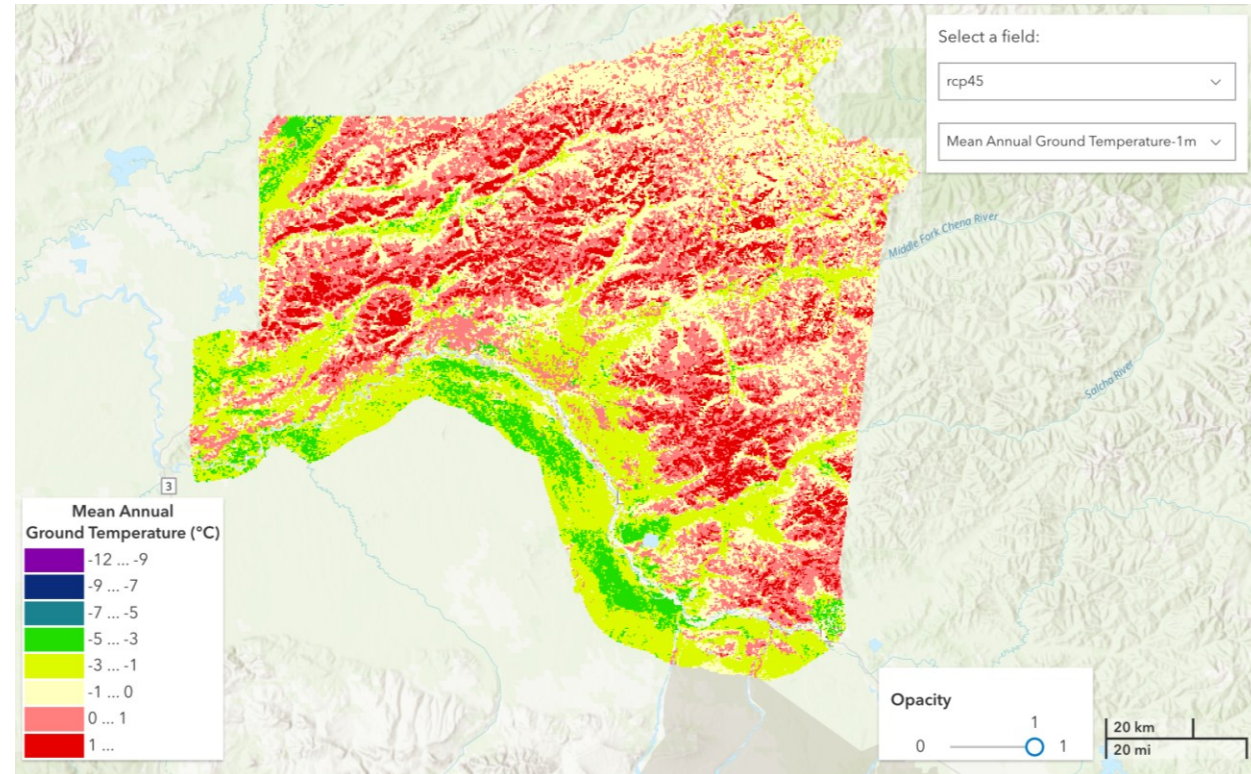 Select a field:
rcp45
Mean Annual Ground Temperature-1m
Middle Fork Chena River
Salcha River
3
Mean Annual
Ground Temperature (°C)
-12 ... -9
-9 ... -7
-7 ... -5
-5 ... -3
-3 ... -1
-1 ... 0
0 ... 1
1 ...
Opacity
1
0 1
20 km
20 mi